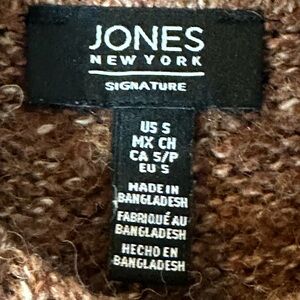 JONES
NEW YORK
SIGNATURE
US S
MX CH
CA S/P
EU S
MADE IN
BANGLADESH
FABRIQUÉ AU
BANGLADESH
HECHO EN
BANGLADESH